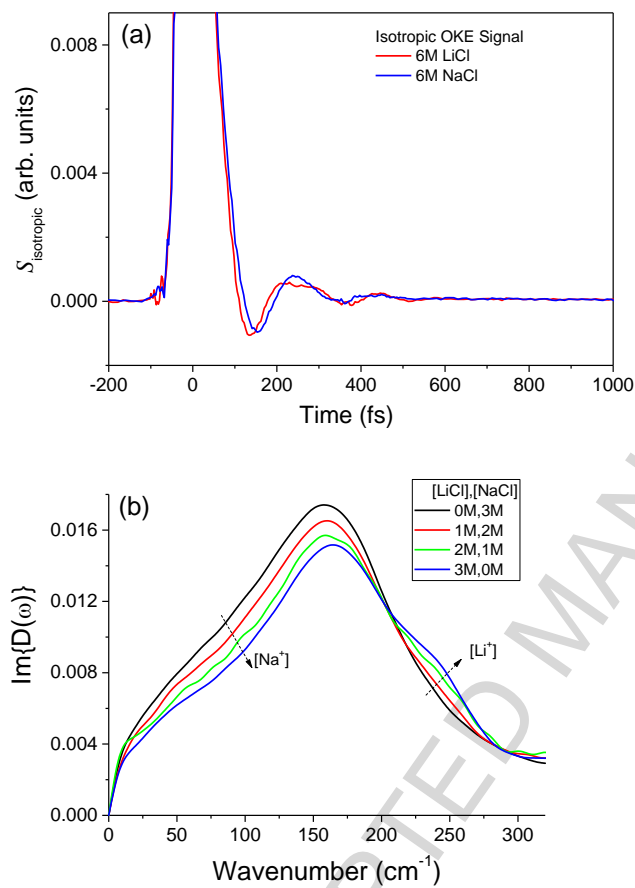 (a)
Isotropic OKE Signal
6M LiCl
6M NaCl
0.008
0.004
0.000
S_isotropic (arb. units)
-200 0 200 400 600 800 1000
Time (fs)
(b)
[LiCl],[NaCl]
0M,3M
1M,2M
2M,1M
3M,0M
0.016
0.012
0.008
0.004
0.000
Im{D(ω)}
[Na⁺]
[Li⁺]
0 50 100 150 200 250 300
Wavenumber (cm⁻¹)
RTED MAN